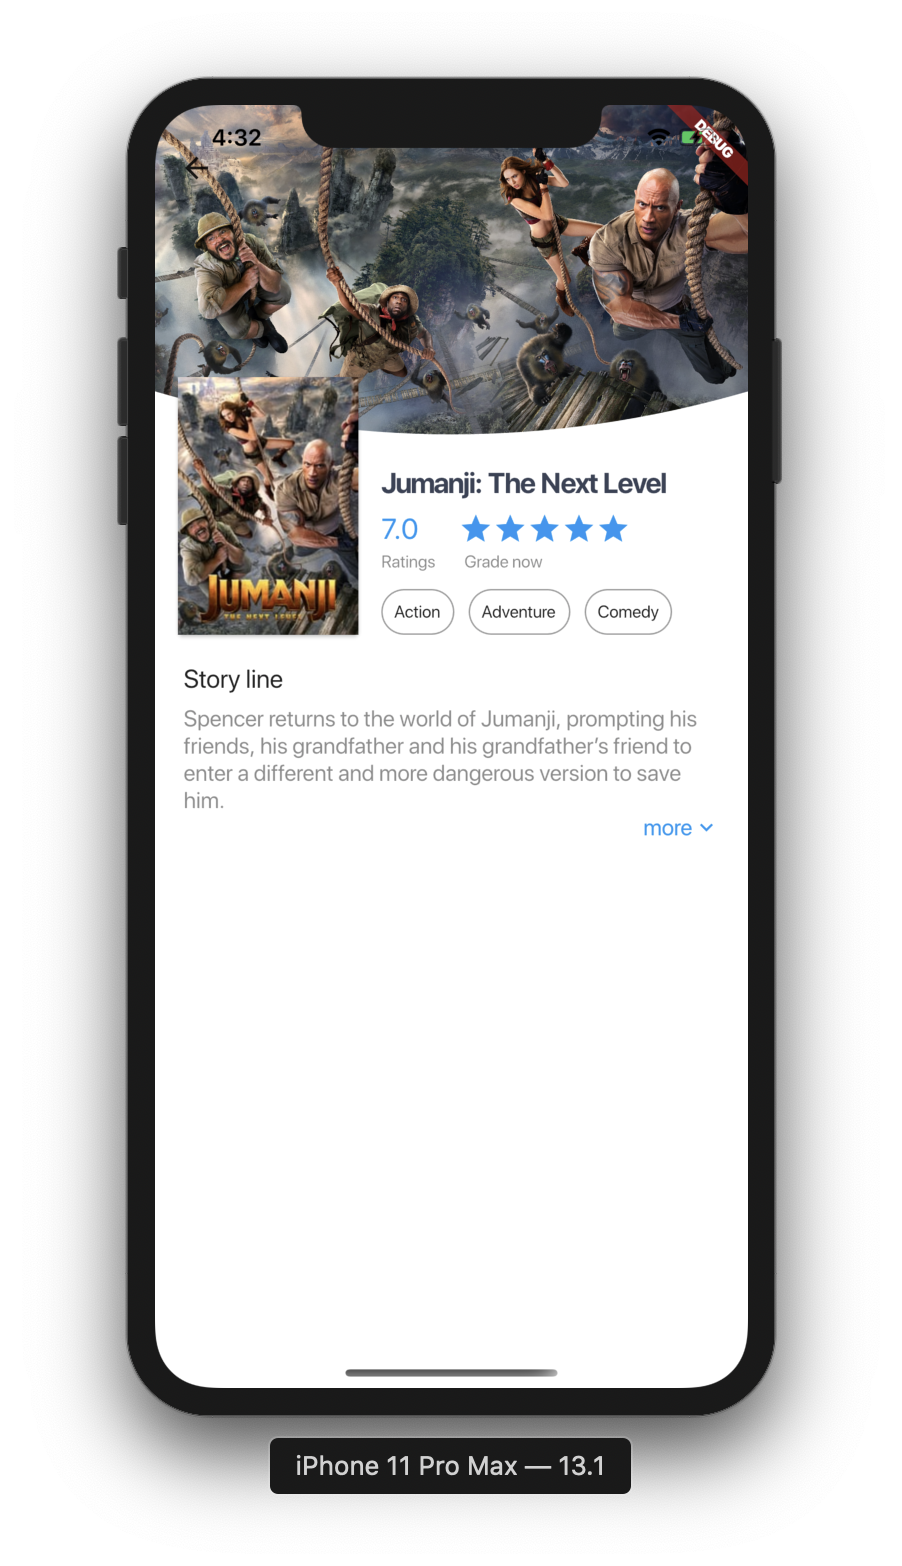 4:32
DEBUG
Jumanji: The Next Level
7.0
Ratings
Grade now
JUMANJI
THE NEXT LEVEL
Action
Adventure
Comedy
Story line
Spencer returns to the world of Jumanji, prompting his
friends, his grandfather and his grandfather’s friend to
enter a different and more dangerous version to save
him.
more
iPhone 11 Pro Max — 13.1